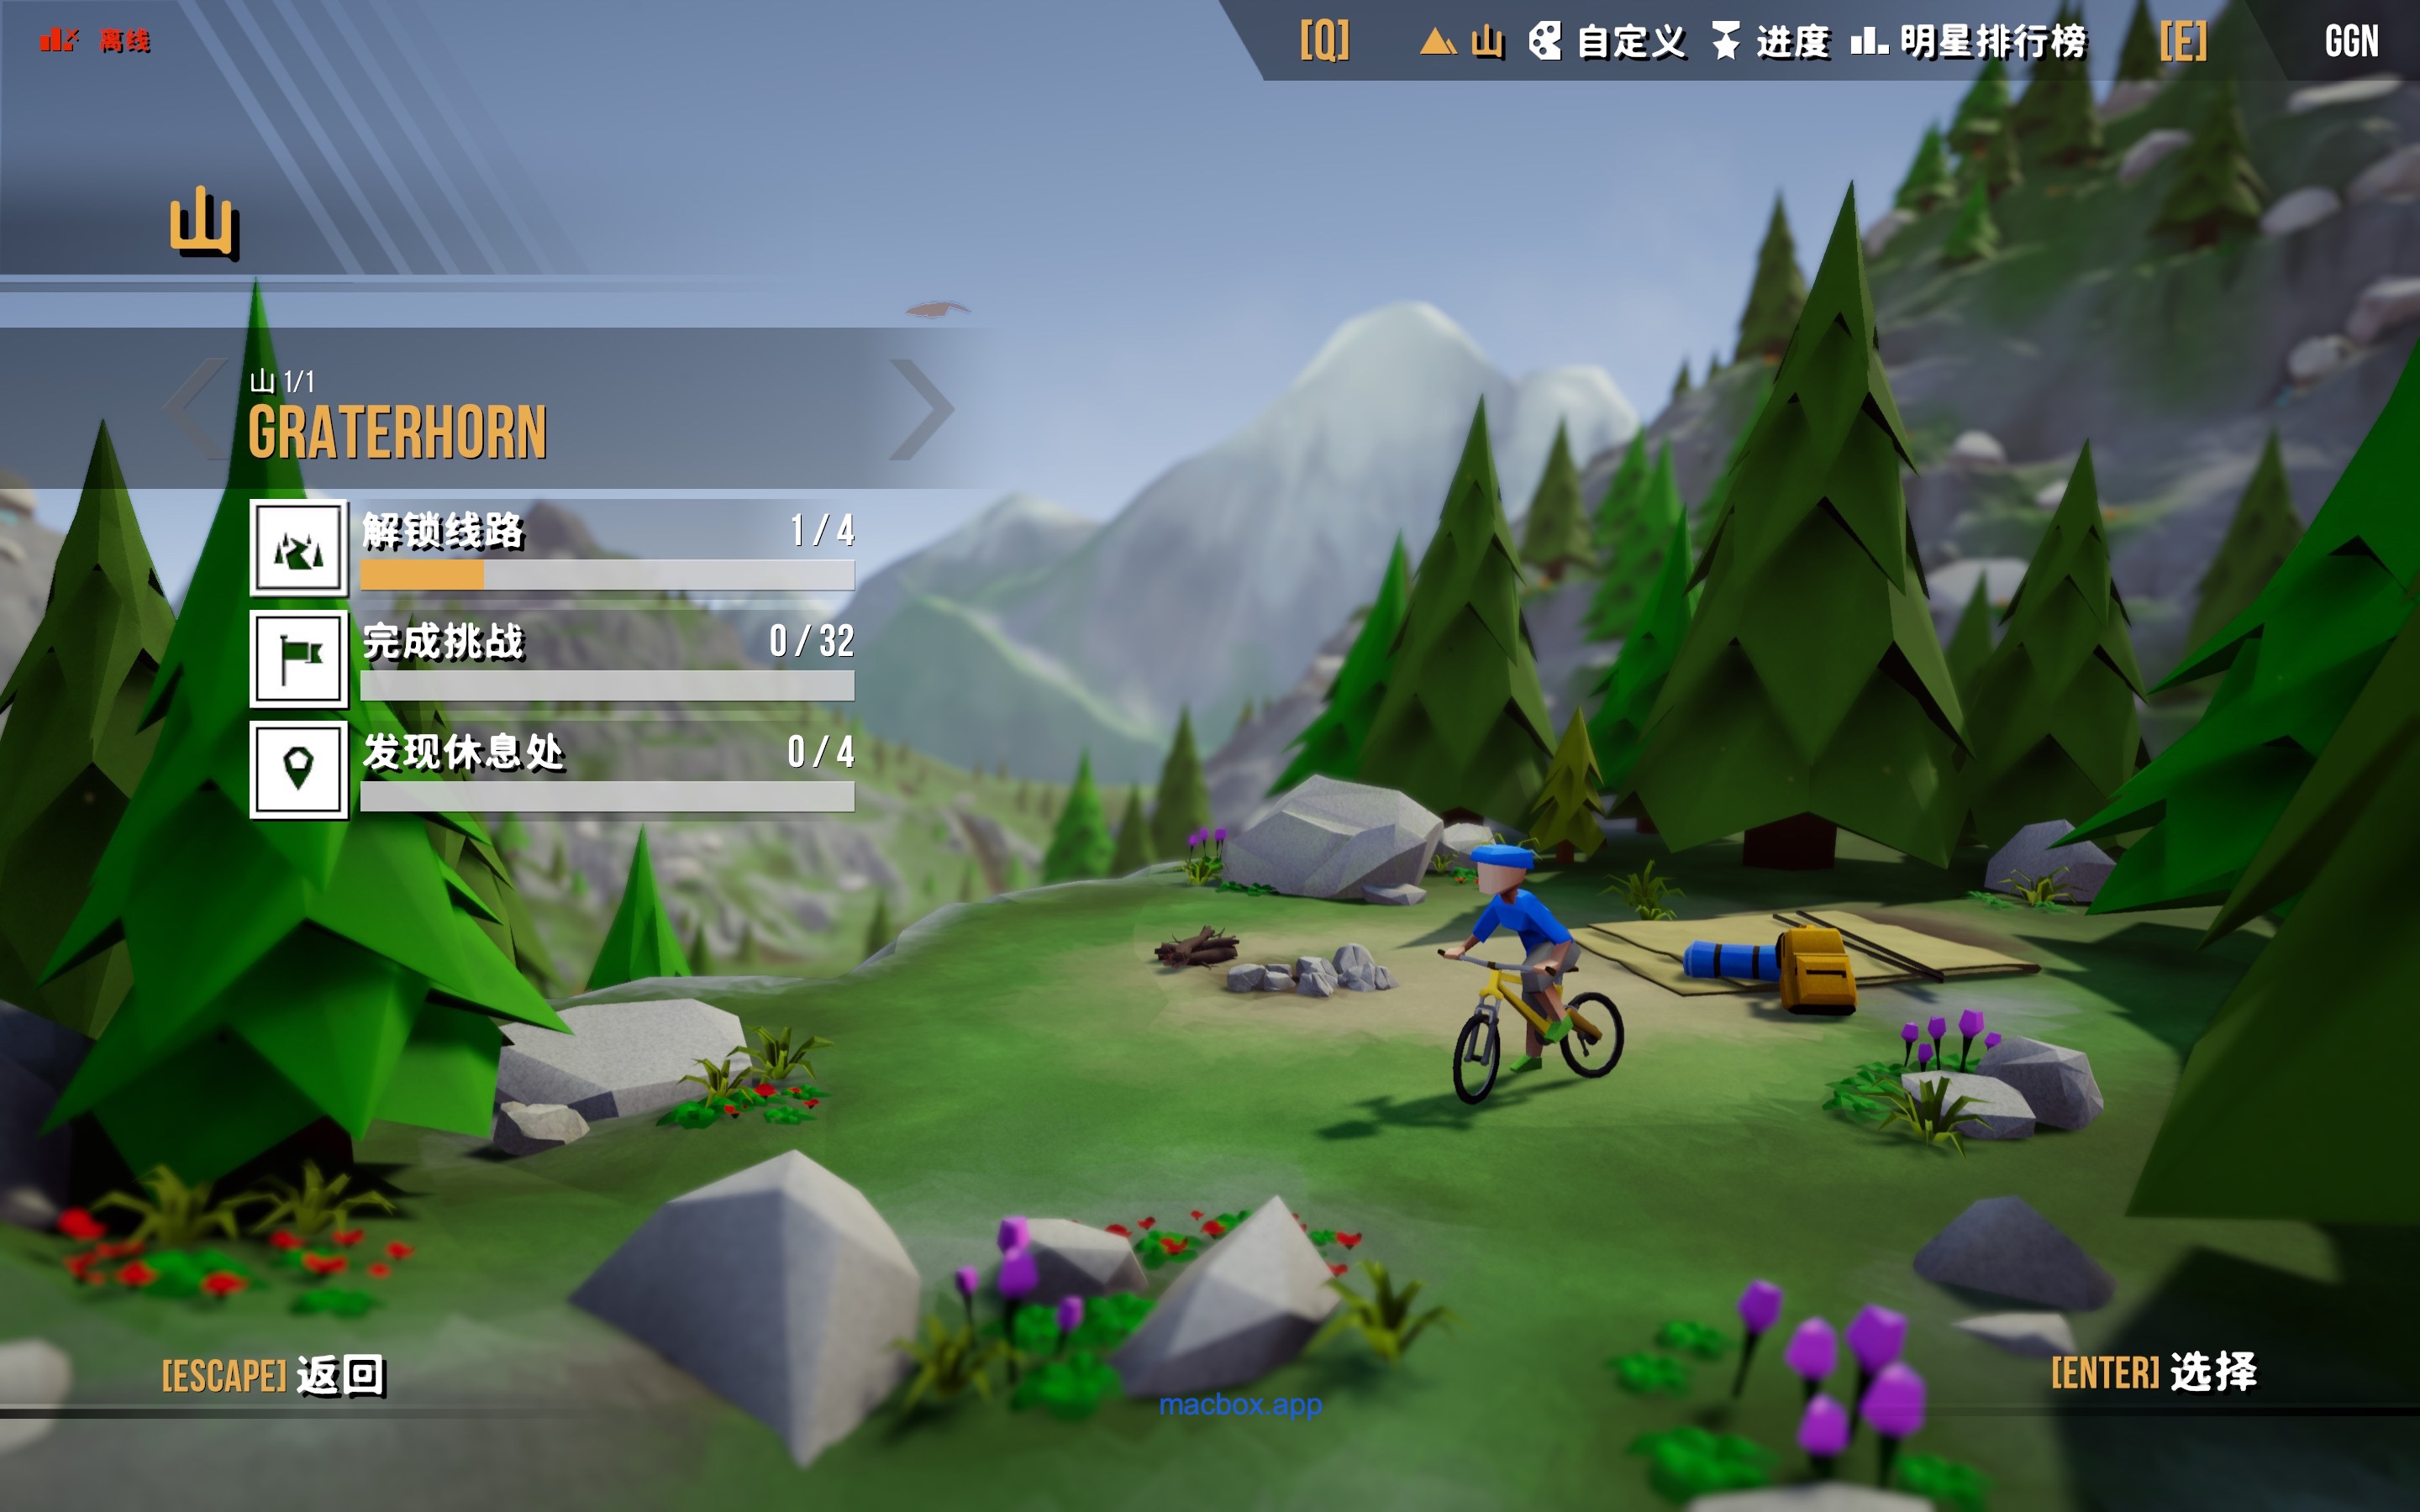 离线
[Q] 山 自定义 进度 明星排行榜 [E] GGN
山
山 1/1
GRATERHORN
解锁线路 1/4
完成挑战 0/32
发现休息处 0/4
[ESCAPE] 返回
[ENTER] 选择
macbox.app